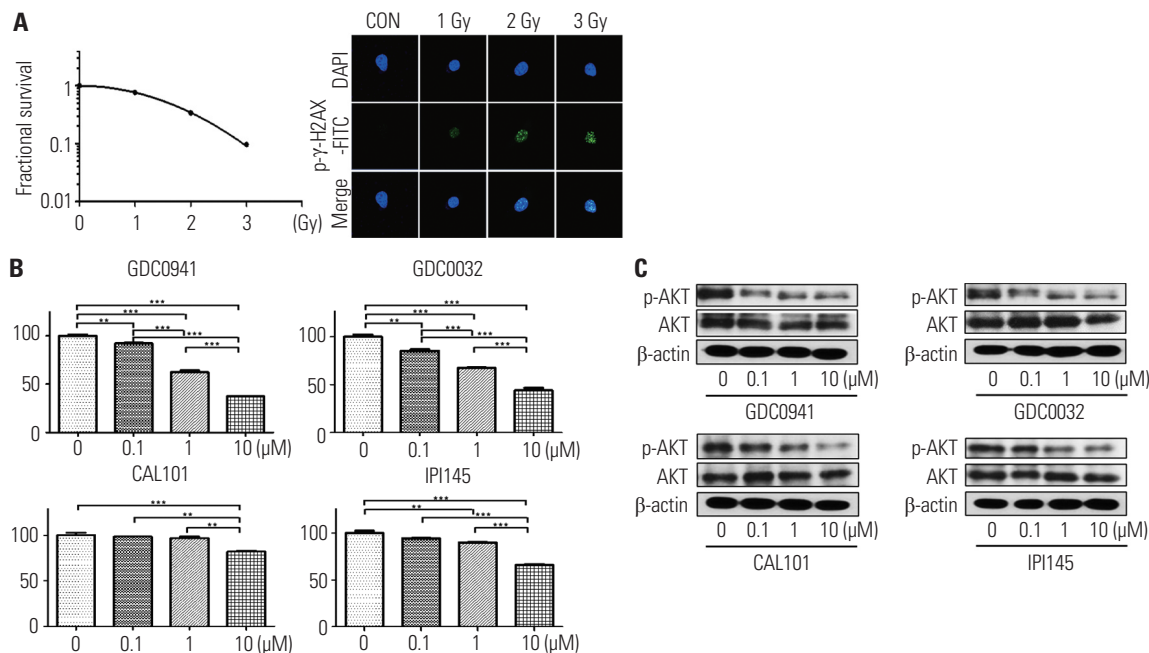 A
Fractional survival
1
0.1
0.01
0 1 2 3 (Gy)
CON 1 Gy 2 Gy 3 Gy
DAPI
p-γ-H2AX
-FITC
Merge
B
GDC0941
***
***
** ***
***
***
100
50
0
0 0.1 1 10 (μM)
GDC0032
***
***
** ***
***
***
100
50
0
0 0.1 1 10 (μM)
CAL101
***
**
**
100
50
0
0 0.1 1 10 (μM)
IPI145
***
**
***
***
100
50
0
0 0.1 1 10 (μM)
C
p-AKT
AKT
β-actin
0 0.1 1 10 (μM)
GDC0941
p-AKT
AKT
β-actin
0 0.1 1 10 (μM)
GDC0032
p-AKT
AKT
β-actin
0 0.1 1 10 (μM)
CAL101
p-AKT
AKT
β-actin
0 0.1 1 10 (μM)
IPI145